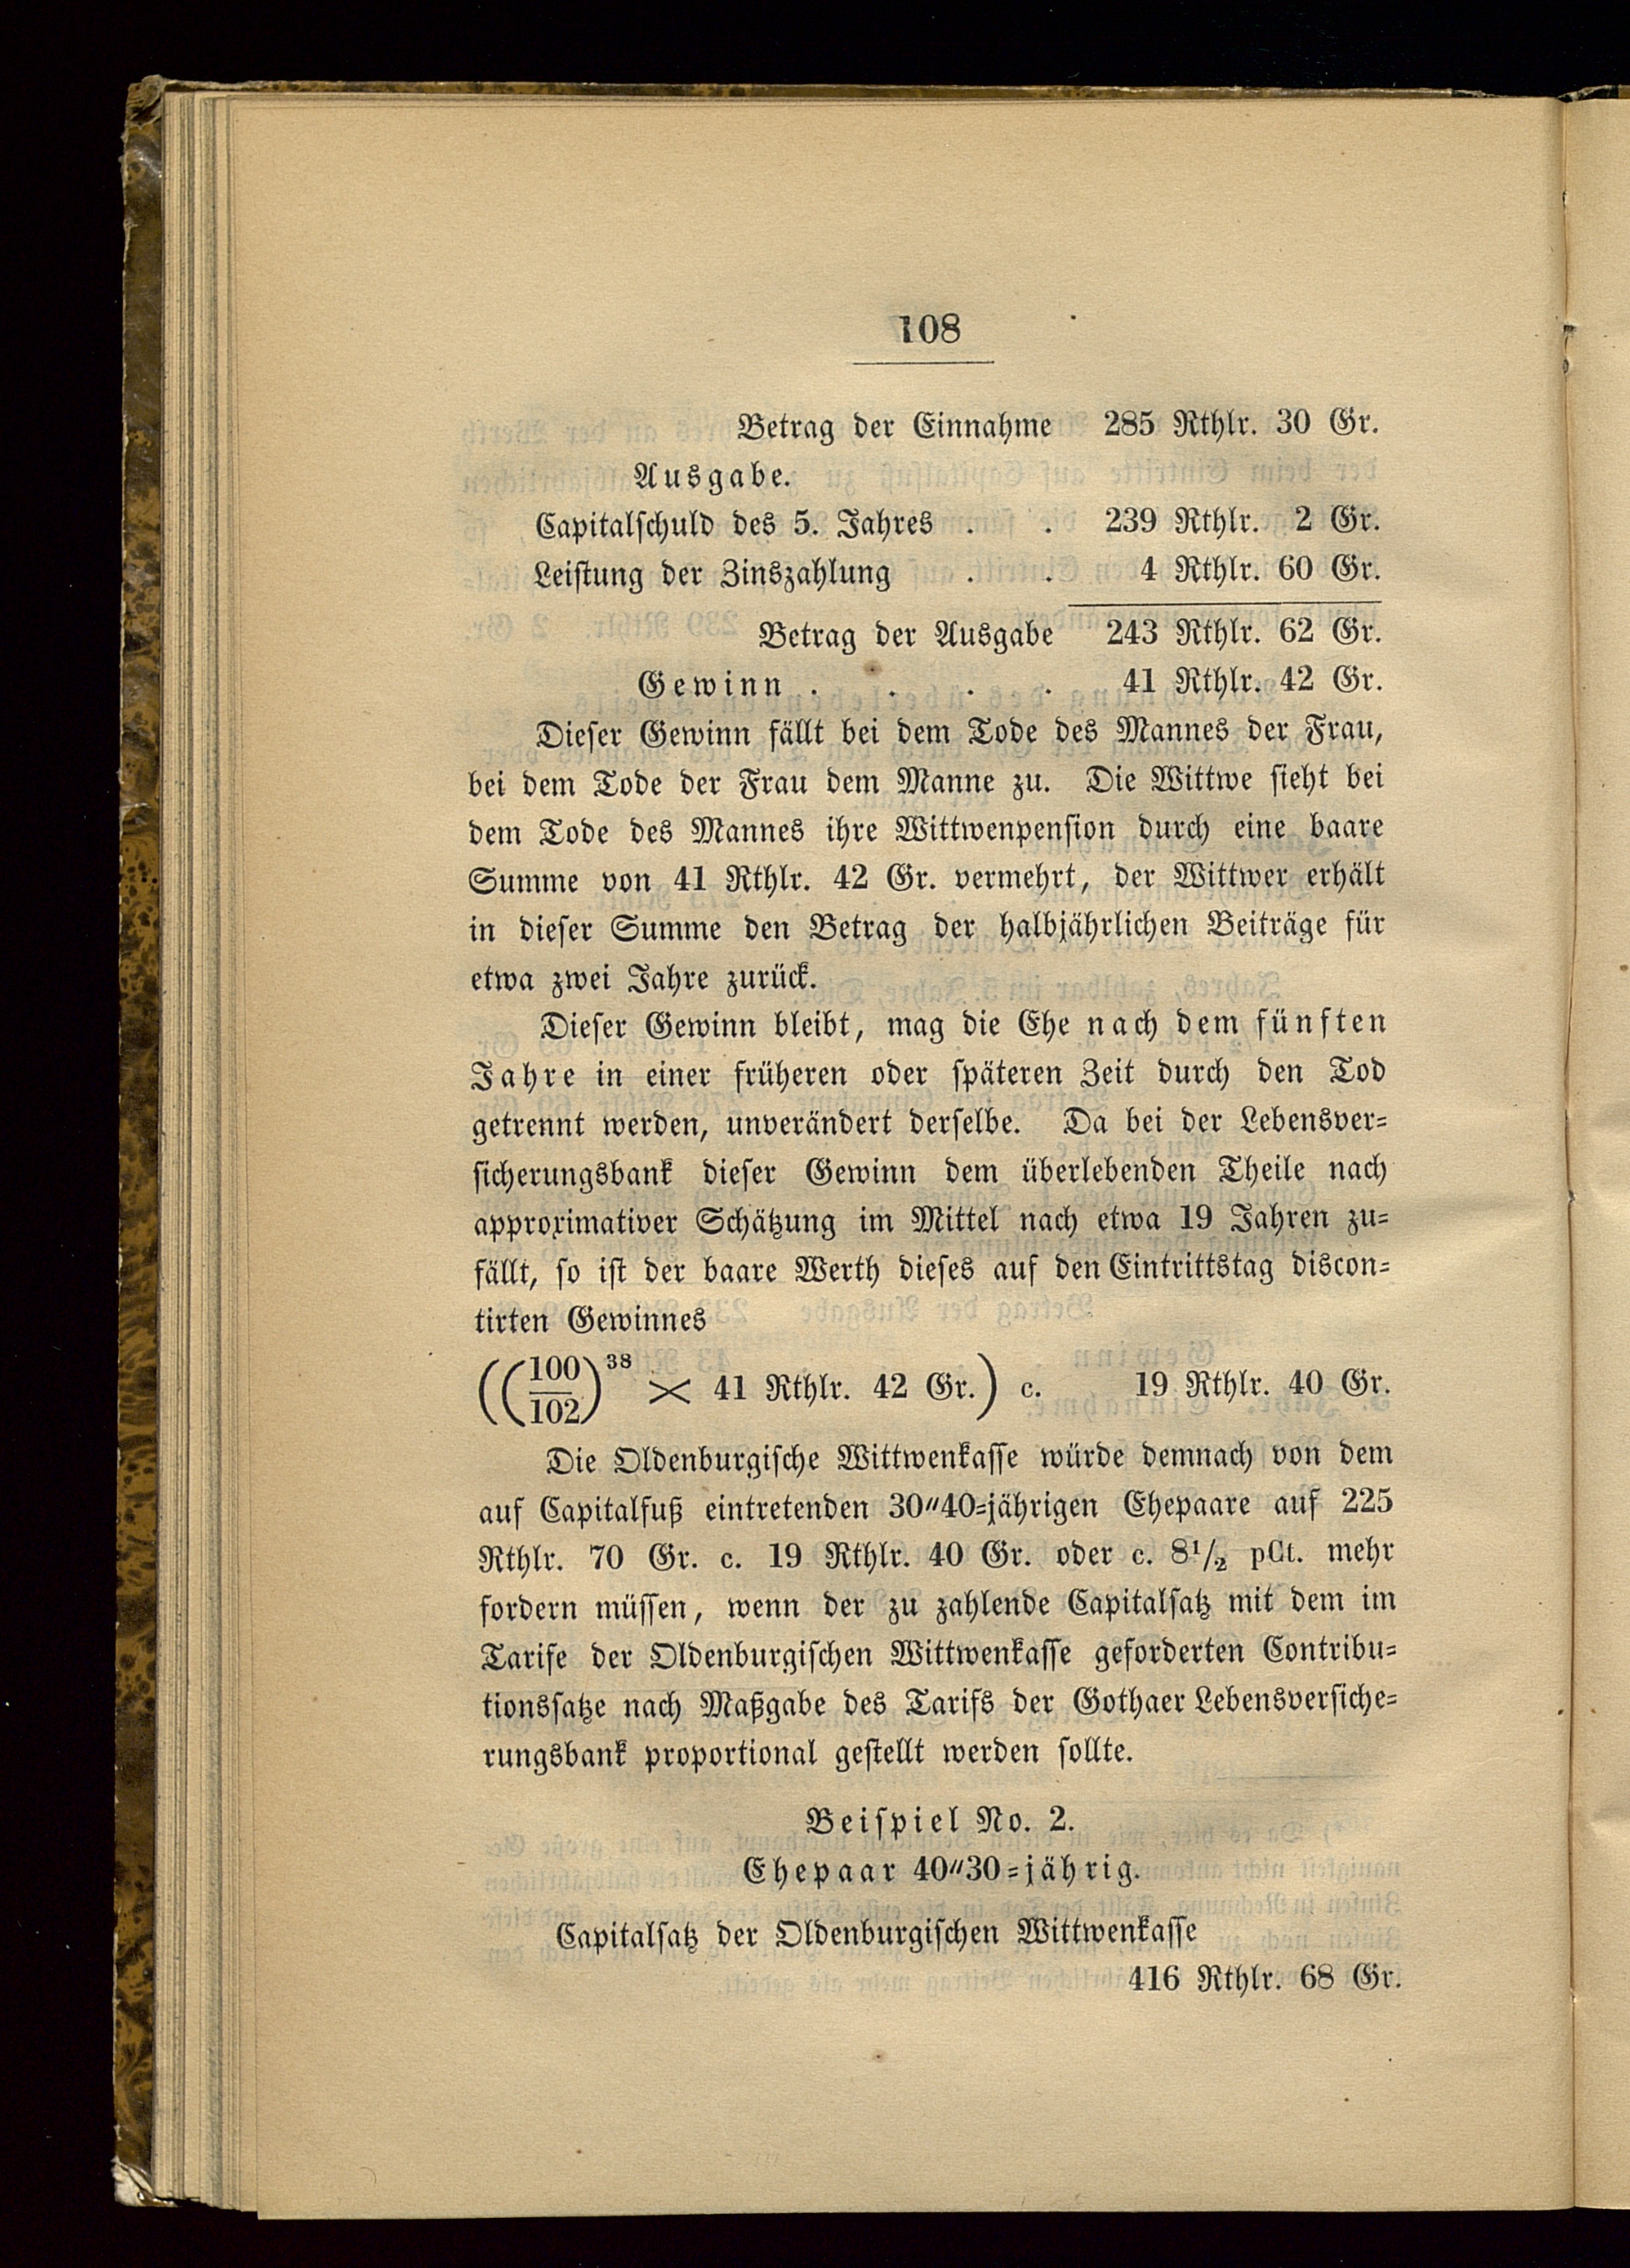 108
Betrag der Einnahme 285 Rthlr. 30 Gr.
Ausgabe.
Capitalschuld des 5. Jahres . . 239 Rthlr. 2 Gr.
Leistung der Zinszahlung . . 4 Rthlr. 60 Gr.
Betrag der Ausgabe 243 Rthlr. 62 Gr.
Gewinn . . . . 41 Rthlr. 42 Gr.
Dieser Gewinn fällt bei dem Tode des Mannes der Frau,
bei dem Tode der Frau dem Manne zu. Die Wittwe sieht bei
dem Tode des Mannes ihre Wittwenpension durch eine baare
Summe von 41 Rthlr. 42 Gr. vermehrt, der Wittwer erhält
in dieser Summe den Betrag der halbjährlichen Beiträge für
etwa zwei Jahre zurück.
Dieser Gewinn bleibt, mag die Ehe nach dem fünften
Jahre in einer früheren oder späteren Zeit durch den Tod
getrennt werden, unverändert derselbe. Da bei der Lebensver-
sicherungsbank dieser Gewinn dem überlebenden Theile nach
approximativer Schätzung im Mittel nach etwa 19 Jahren zu-
fällt, so ist der baare Werth dieses auf den Eintrittstag discon-
tirten Gewinnes
((100/102)³⁸ × 41 Rthlr. 42 Gr.) c. 19 Rthlr. 40 Gr.
Die Oldenburgische Wittwenkasse würde demnach von dem
auf Capitalfuß eintretenden 30"40-jährigen Ehepaare auf 225
Rthlr. 70 Gr. c. 19 Rthlr. 40 Gr. oder c. 8¹/₂ pCt. mehr
fordern müssen, wenn der zu zahlende Capitalsatz mit dem im
Tarife der Oldenburgischen Wittwenkasse geforderten Contribu-
tionssatze nach Maßgabe des Tarifs der Gothaer Lebensversiche-
rungsbank proportional gestellt werden sollte.
Beispiel No. 2.
Ehepaar 40"30-jährig.
Capitalsatz der Oldenburgischen Wittwenkasse
416 Rthlr. 68 Gr.